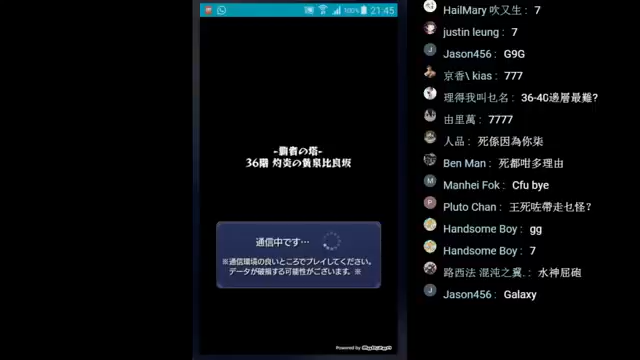 100% 21:45
-覇者の塔-
36階 灼炎の黄泉比良坂
通信中です…
※通信環境の良いところでプレイしてください。
データが破損する可能性がございます。※
Powered by
HailMary 吹又生： 7
justin leung： 7
Jason456： G9G
京香\ kias： 777
理得我叫乜名： 36-40邊層最難?
由里萬： 7777
人品： 死係因為你柒
Ben Man： 死都咁多理由
Manhei Fok： Cfu bye
Pluto Chan： 王死咗帶走乜怪?
Handsome Boy： gg
Handsome Boy： 7
路西法 混沌之翼.： 水神屈砲
Jason456： Galaxy